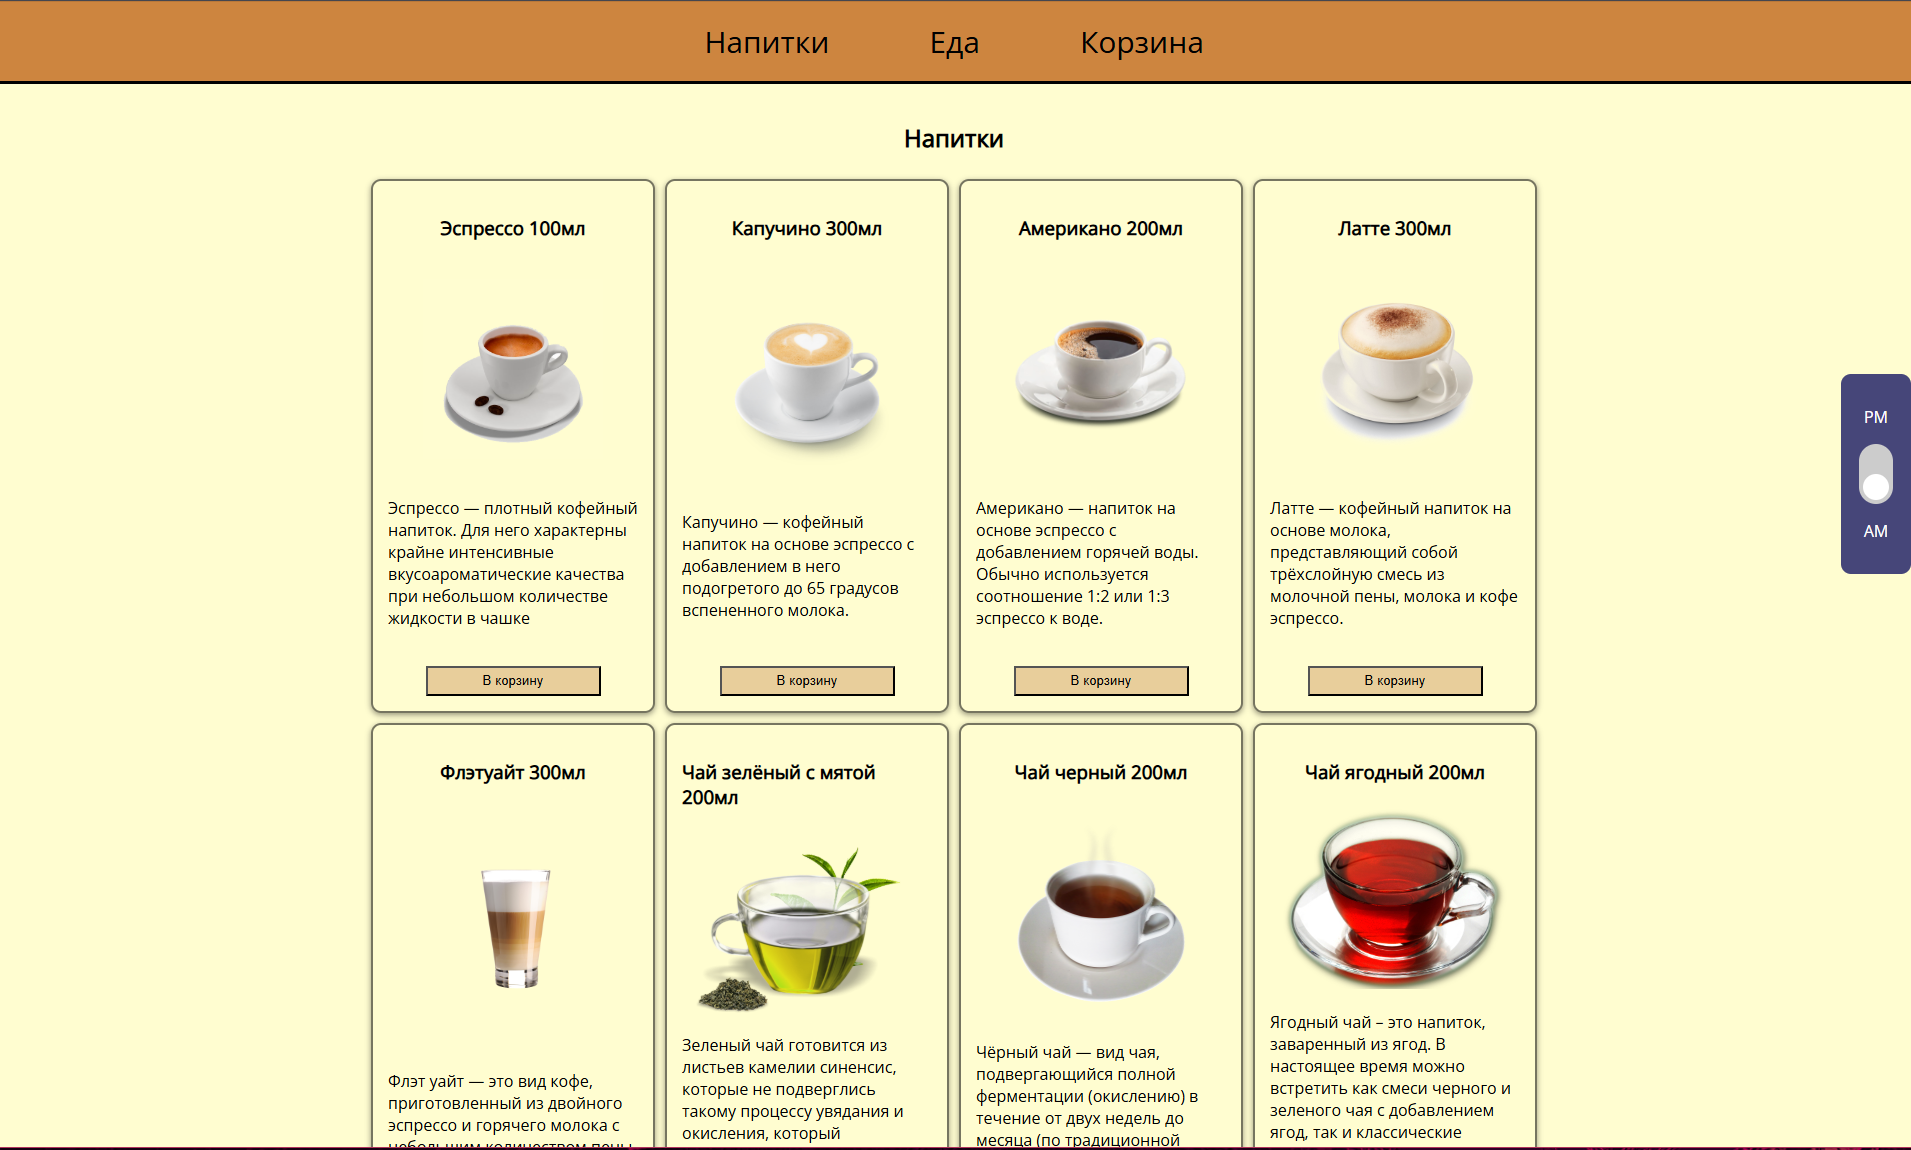 Напитки
Еда
Корзина
Напитки
Эспрессо 100мл
Эспрессо — плотный кофейный
напиток. Для него характерны
крайне интенсивные
вкусоароматические качества
при небольшом количестве
жидкости в чашке
В корзину
Капучино 300мл
Капучино — кофейный
напиток на основе эспрессо с
добавлением в него
подогретого до 65 градусов
вспененного молока.
В корзину
Американо 200мл
Американо — напиток на
основе эспрессо с
добавлением горячей воды.
Обычно используется
соотношение 1:2 или 1:3
эспрессо к воде.
В корзину
Латте 300мл
Латте — кофейный напиток на
основе молока,
представляющий собой
трёхслойную смесь из
молочной пены, молока и кофе
эспрессо.
В корзину
PM
AM
Флэтуайт 300мл
Флэт уайт — это вид кофе,
приготовленный из двойного
эспрессо и горячего молока с
небольшим количеством пены
Чай зелёный с мятой
200мл
Зеленый чай готовится из
листьев камелии синенсис,
которые не подверглись
такому процессу увядания и
окисления, который
Чай черный 200мл
Чёрный чай — вид чая,
подвергающийся полной
ферментации (окислению) в
течение от двух недель до
месяца (по традиционной
Чай ягодный 200мл
Ягодный чай – это напиток,
заваренный из ягод. В
настоящее время можно
встретить как смеси черного и
зеленого чая с добавлением
ягод, так и классические